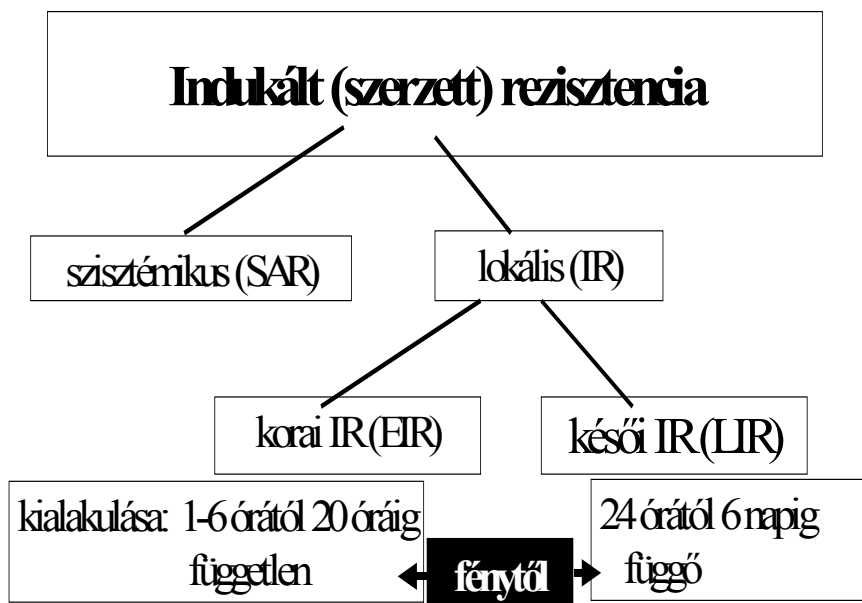 Indukált (szerzett) rezisztencia
szisztémikus (SAR)
lokális (IR)
korai IR (EIR)
késői IR (LIR)
kialakulása: 1-6 órától 20 óráig
független
24 órától 6 napig
függő
fénytől